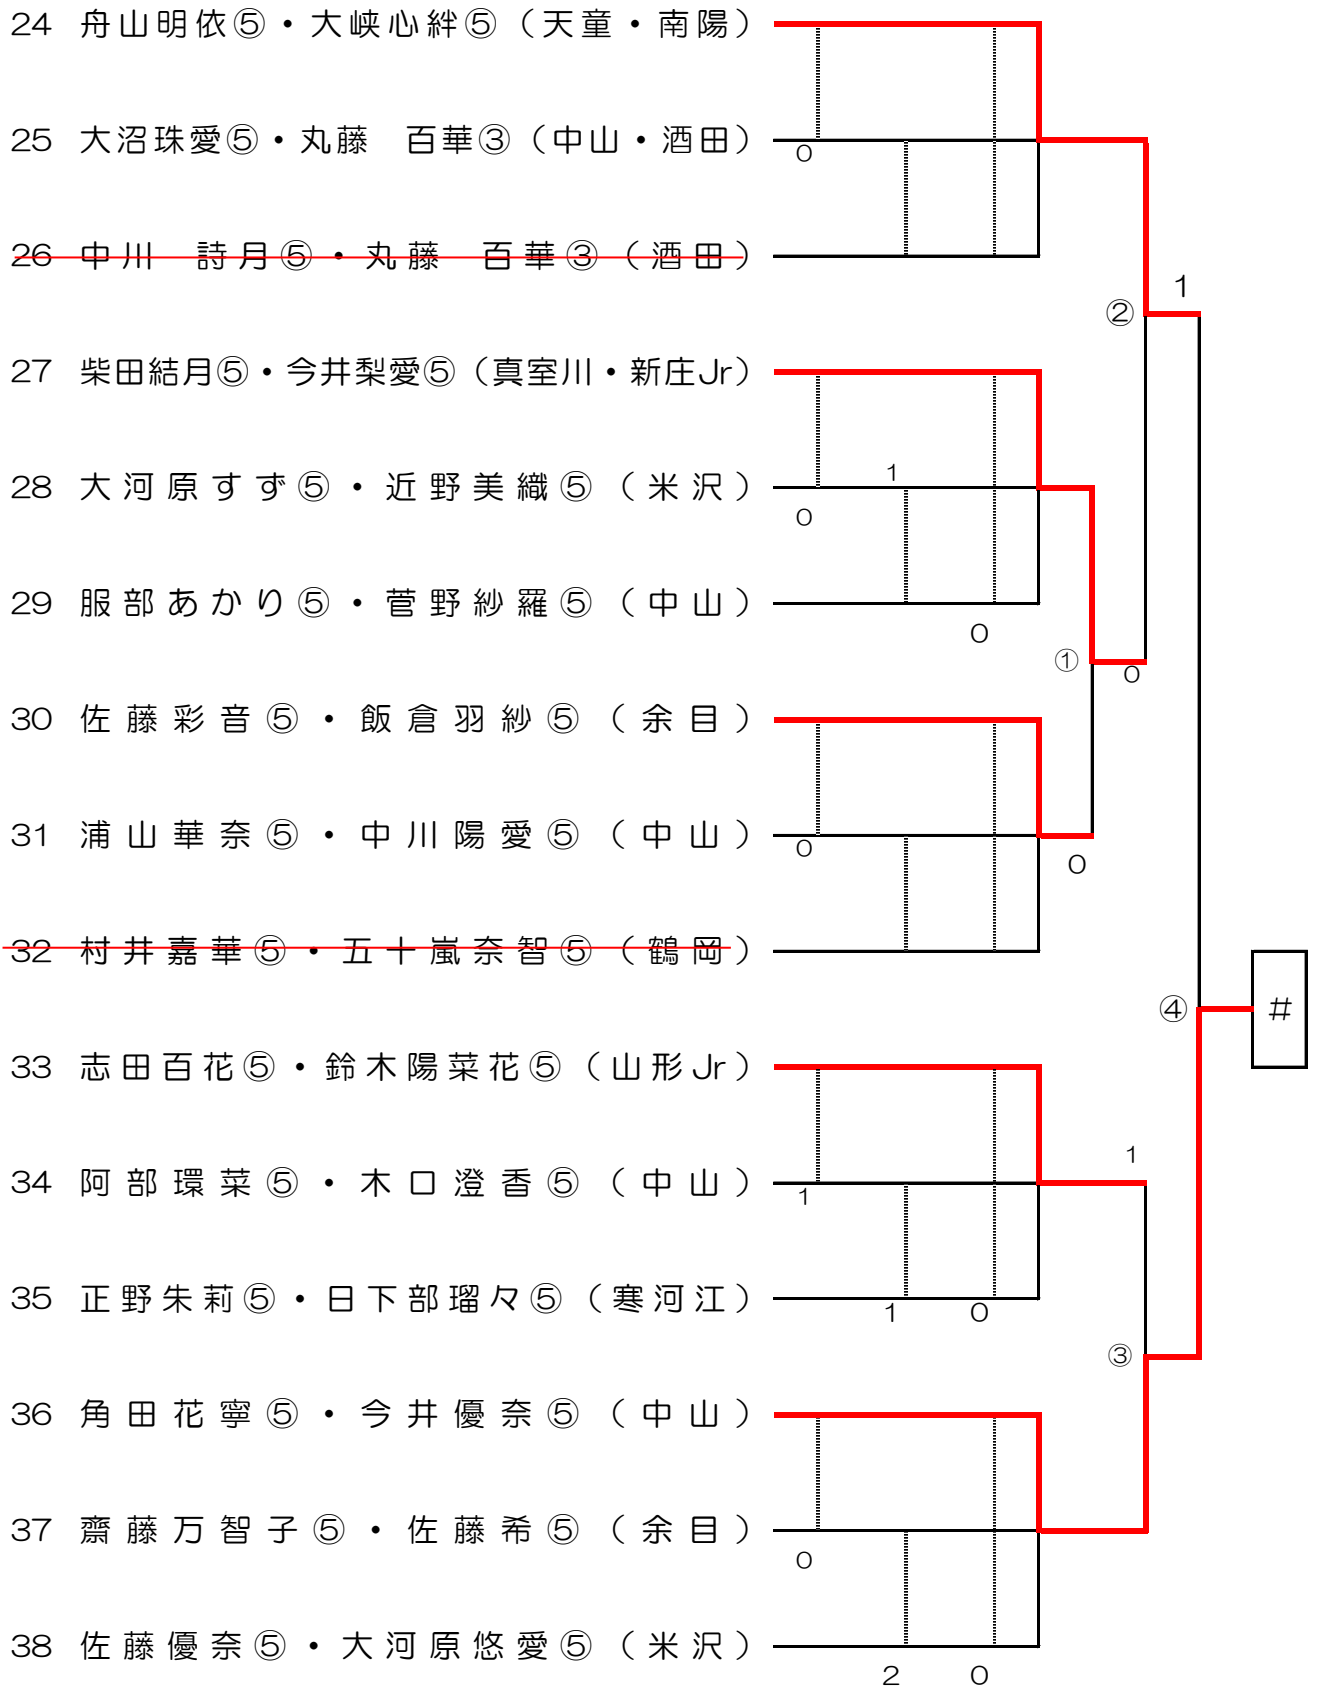 24 舟山明依⑤・大峡心絆⑤（天童・南陽）
25 大沼珠愛⑤・丸藤　百華③（中山・酒田）
0
26 中川　詩月⑤・丸藤　百華③（酒田）
1
②
27 柴田結月⑤・今井梨愛⑤（真室川・新庄Jr）
28 大河原すず⑤・近野美織⑤（米沢）
1
0
29 服部あかり⑤・菅野紗羅⑤（中山）
0
①
0
30 佐藤彩音⑤・飯倉羽紗⑤（余目）
31 浦山華奈⑤・中川陽愛⑤（中山）
0
0
32 村井嘉華⑤・五十嵐奈智⑤（鶴岡）
④
#
33 志田百花⑤・鈴木陽菜花⑤（山形Jr）
1
34 阿部環菜⑤・木口澄香⑤（中山）
1
35 正野朱莉⑤・日下部瑠々⑤（寒河江）
1 0
③
36 角田花寧⑤・今井優奈⑤（中山）
37 齋藤万智子⑤・佐藤希⑤（余目）
0
38 佐藤優奈⑤・大河原悠愛⑤（米沢）
2 0